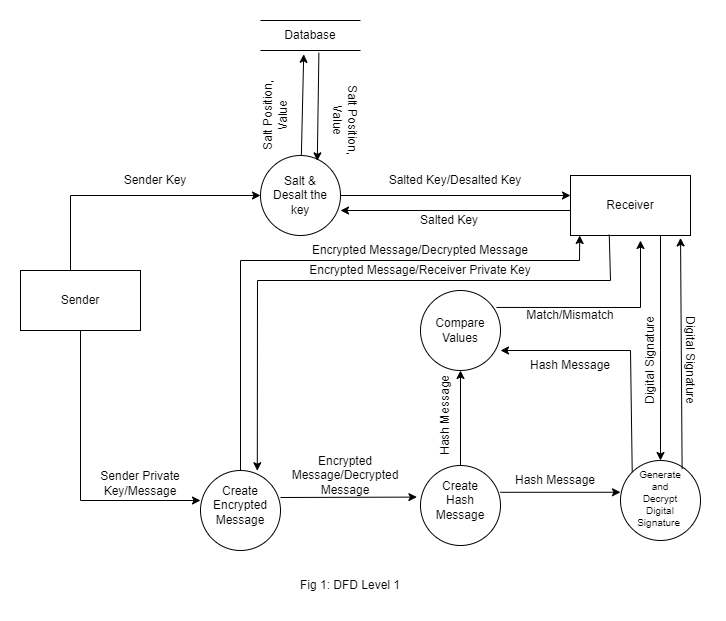 Database
Salt Position,
Value
Salt Position,
Value
Sender Key
Salt &
Desalt the
key
Salted Key/Desalted Key
Salted Key
Receiver
Encrypted Message/Decrypted Message
Encrypted Message/Receiver Private Key
Sender
Compare
Values
Match/Mismatch
Digital Signature
Digital Signature
Hash Message
Hash Message
Sender Private
Key/Message
Create
Encrypted
Message
Encrypted
Message/Decrypted
Message
Create
Hash
Message
Hash Message
Generate
and
Decrypt
Digital
Signature
Fig 1: DFD Level 1